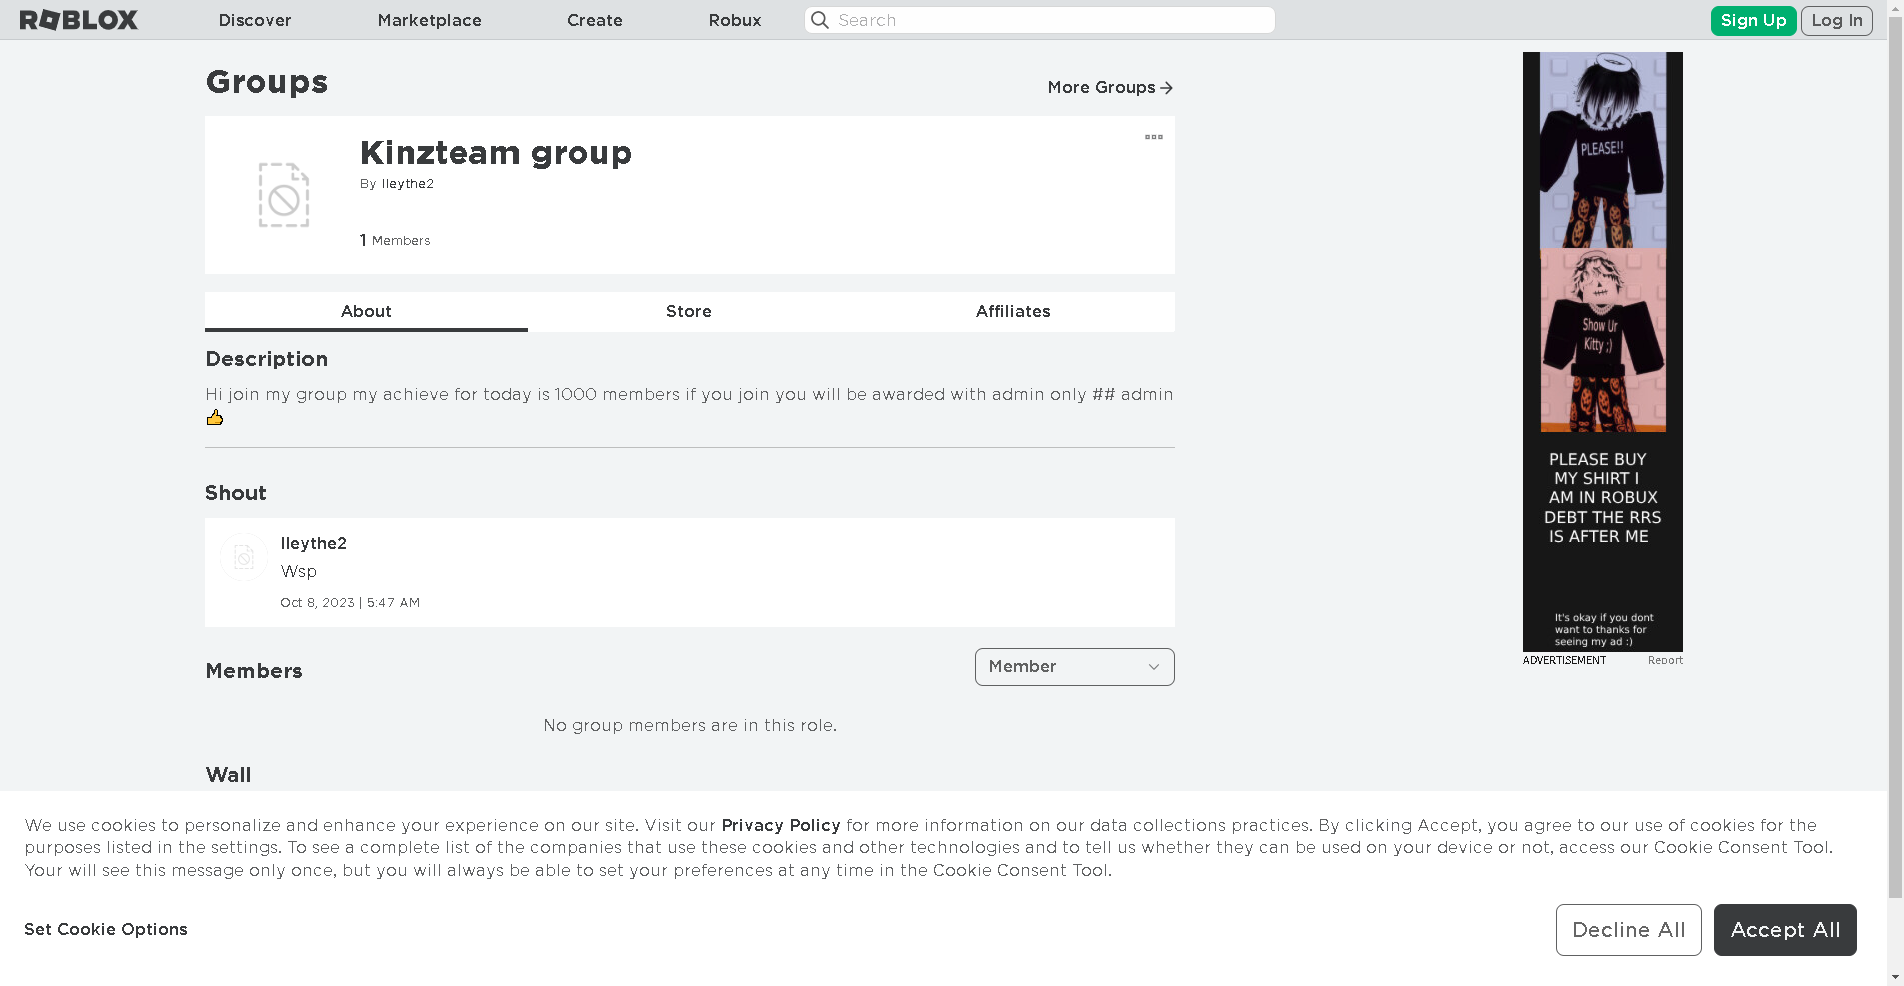 ROBLOX Discover Marketplace Create Robux Search Sign Up Log In
Groups
More Groups
Kinzteam group
By lleythe2
1 Members
About Store Affiliates
Description
Hi join my group my achieve for today is 1000 members if you join you will be awarded with admin only ## admin
👍
Shout
lleythe2
Wsp
Oct 8, 2023 | 5:47 AM
Members
Member
No group members are in this role.
Wall
PLEASE!!
Show Ur
Kitty ;)
PLEASE BUY
MY SHIRT I
AM IN ROBUX
DEBT THE RRS
IS AFTER ME
It's okay if you dont
want to thanks for
seeing my ad :)
ADVERTISEMENT Report
We use cookies to personalize and enhance your experience on our site. Visit our Privacy Policy for more information on our data collections practices. By clicking Accept, you agree to our use of cookies for the
purposes listed in the settings. To see a complete list of the companies that use these cookies and other technologies and to tell us whether they can be used on your device or not, access our Cookie Consent Tool.
Your will see this message only once, but you will always be able to set your preferences at any time in the Cookie Consent Tool.
Set Cookie Options
Decline All
Accept All